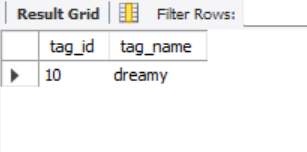 Result Grid Filter Rows:
tag_id tag_name
10 dreamy